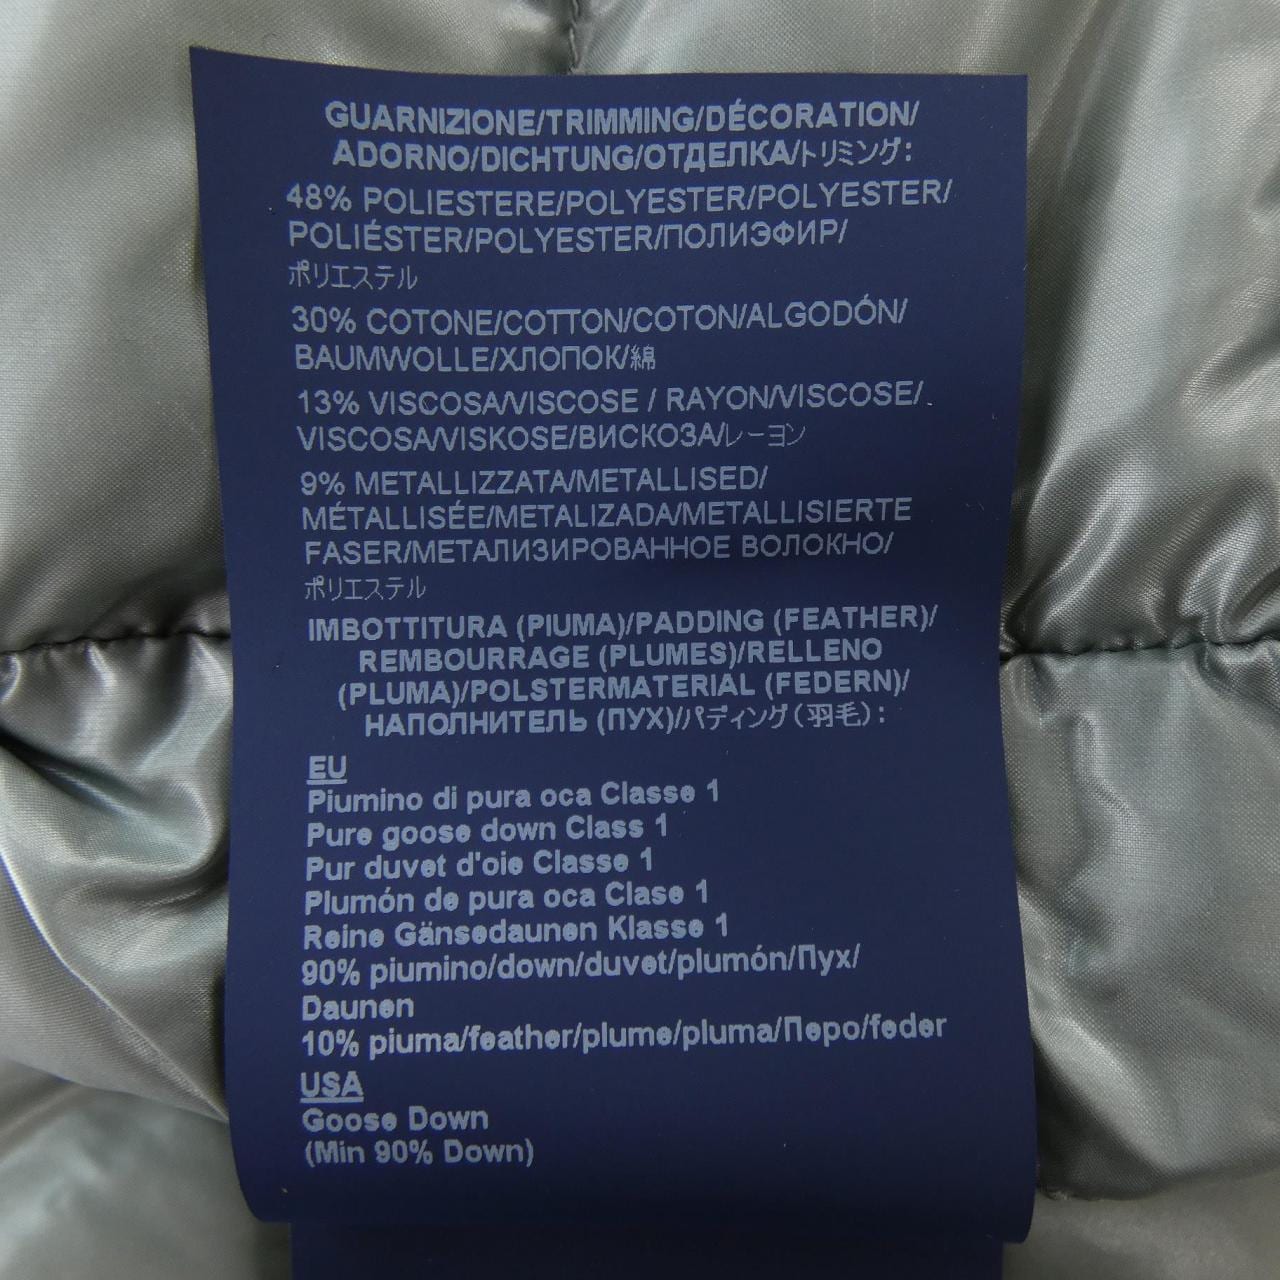 GUARNIZIONE/TRIMMING/DÉCORATION/
ADORNO/DICHTUNG/ОТДЕЛКА/トリミング:
48% POLIESTERE/POLYESTER/POLYESTER/
POLIÉSTER/POLYESTER/ПОЛИЭФИР/
ポリエステル
30% COTONE/COTTON/COTON/ALGODÓN/
BAUMWOLLE/ХЛОПОК/綿
13% VISCOSA/VISCOSE / RAYON/VISCOSE/
VISCOSA/VISKOSE/ВИСКОЗА/レーヨン
9% METALLIZZATA/METALLISED/
MÉTALLISÉE/METALIZADA/METALLISIERTE
FASER/МЕТАЛИЗИРОВАННОЕ ВОЛОКНО/
ポリエステル
IMBOTTITURA (PIUMA)/PADDING (FEATHER)/
REMBOURRAGE (PLUMES)/RELLENO
(PLUMA)/POLSTERMATERIAL (FEDERN)/
НАПОЛНИТЕЛЬ (ПУХ)/パディング(羽毛):
EU
Piumino di pura oca Classe 1
Pure goose down Class 1
Pur duvet d'oie Classe 1
Plumón de pura oca Clase 1
Reine Gänsedaunen Klasse 1
90% piumino/down/duvet/plumón/Пух/
Daunen
10% piuma/feather/plume/pluma/Перо/feder
USA
Goose Down
(Min 90% Down)